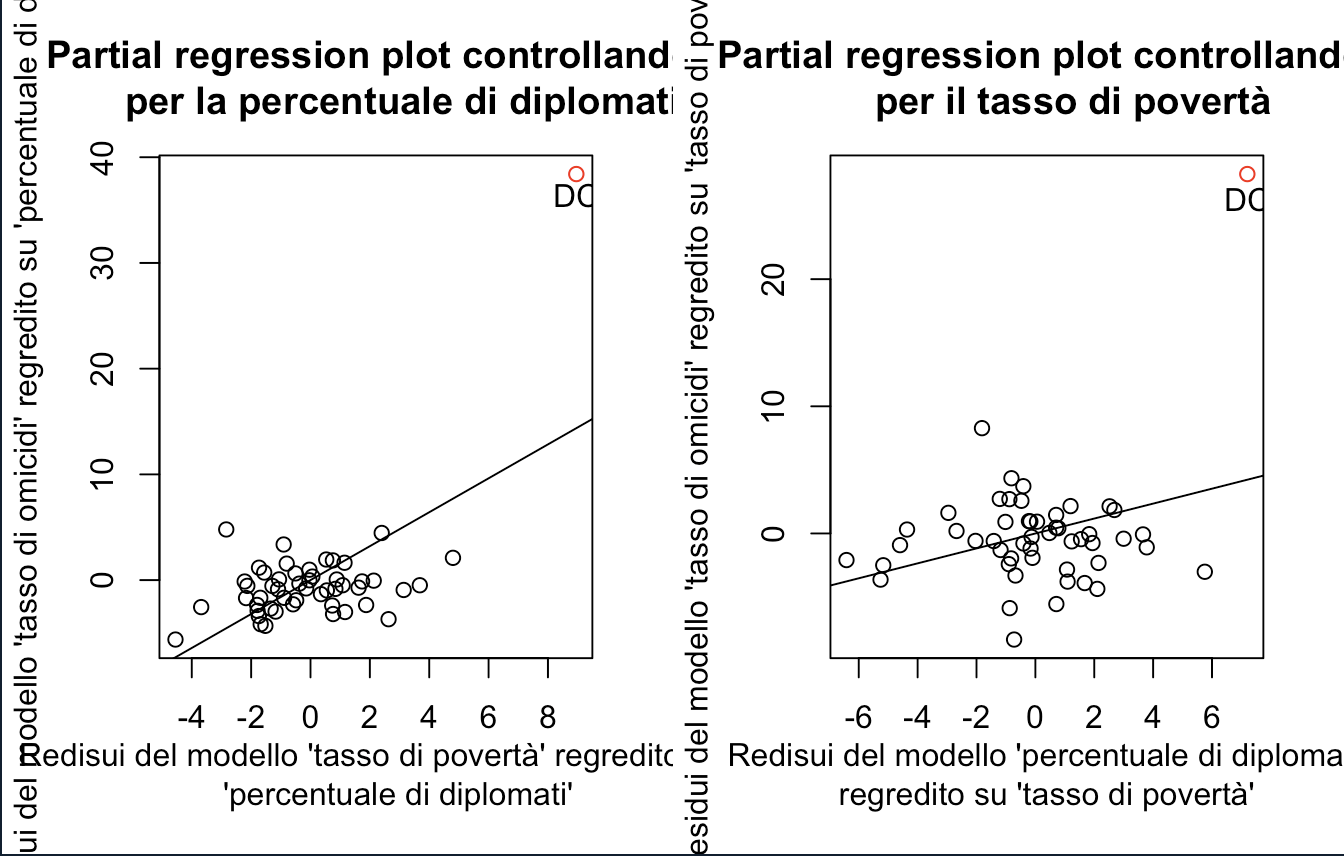 Partial regression plot controlland
per la percentuale di diplomati
ui del modello 'tasso di omicidi' regredito su 'percentuale di d
40
30
20
10
0
DC
-4 -2 0 2 4 6 8
Redisui del modello 'tasso di povertà' regredito
'percentuale di diplomati'
Partial regression plot controlland
per il tasso di povertà
esidui del modello 'tasso di omicidi' regredito su 'tasso di pov
20
10
0
DC
-6 -4 -2 0 2 4 6
Redisui del modello 'percentuale di diploma
regredito su 'tasso di povertà'